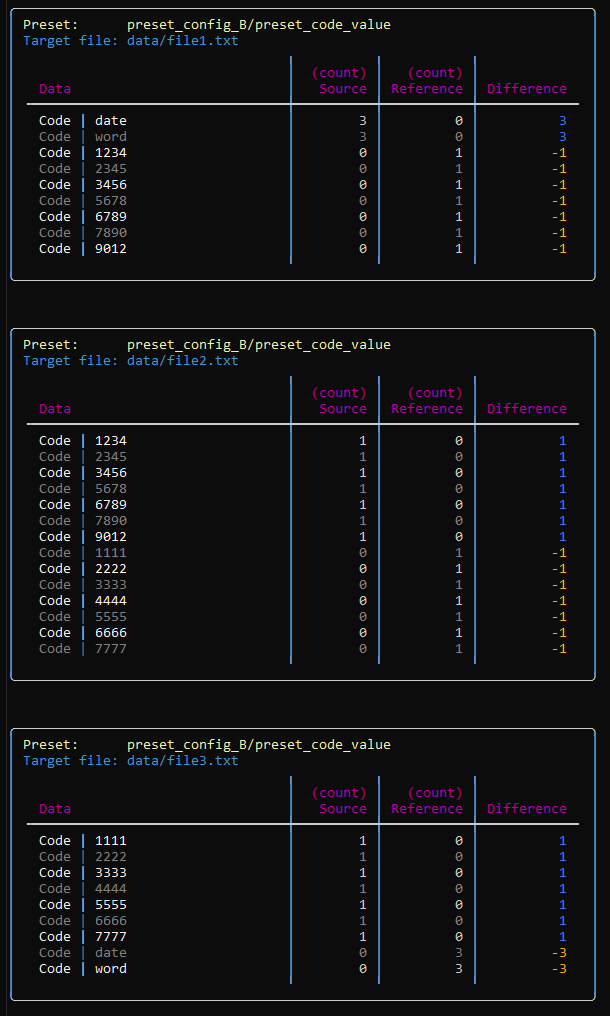 Preset:      preset_config_B/preset_code_value
Target file: data/file1.txt
(count) (count)
Data Source Reference Difference
Code | date 3 0 3
Code | word 3 0 3
Code | 1234 0 1 -1
Code | 2345 0 1 -1
Code | 3456 0 1 -1
Code | 5678 0 1 -1
Code | 6789 0 1 -1
Code | 7890 0 1 -1
Code | 9012 0 1 -1
Preset:      preset_config_B/preset_code_value
Target file: data/file2.txt
(count) (count)
Data Source Reference Difference
Code | 1234 1 0 1
Code | 2345 1 0 1
Code | 3456 1 0 1
Code | 5678 1 0 1
Code | 6789 1 0 1
Code | 7890 1 0 1
Code | 9012 1 0 1
Code | 1111 0 1 -1
Code | 2222 0 1 -1
Code | 3333 0 1 -1
Code | 4444 0 1 -1
Code | 5555 0 1 -1
Code | 6666 0 1 -1
Code | 7777 0 1 -1
Preset:      preset_config_B/preset_code_value
Target file: data/file3.txt
(count) (count)
Data Source Reference Difference
Code | 1111 1 0 1
Code | 2222 1 0 1
Code | 3333 1 0 1
Code | 4444 1 0 1
Code | 5555 1 0 1
Code | 6666 1 0 1
Code | 7777 1 0 1
Code | date 0 3 -3
Code | word 0 3 -3